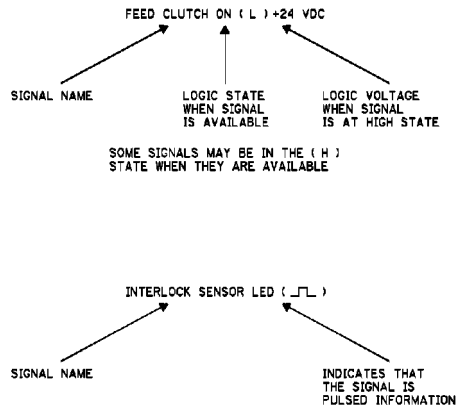 FEED CLUTCH ON ( L ) +24 VDC
SIGNAL NAME
LOGIC STATE
WHEN SIGNAL
IS AVAILABLE
LOGIC VOLTAGE
WHEN SIGNAL
IS AT HIGH STATE
SOME SIGNALS MAY BE IN THE ( H )
STATE WHEN THEY ARE AVAILABLE
INTERLOCK SENSOR LED ( )
SIGNAL NAME
INDICATES THAT
THE SIGNAL IS
PULSED INFORMATION